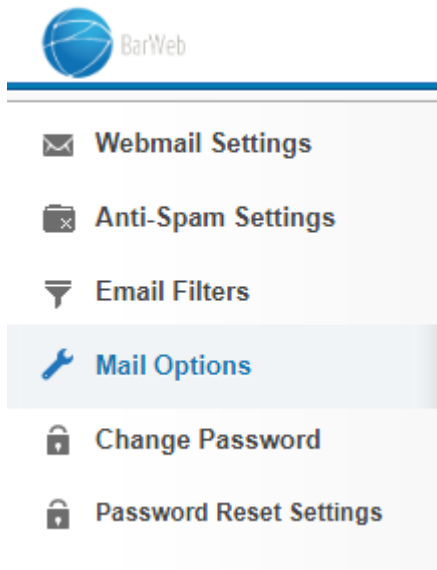 BarWeb
Webmail Settings
Anti-Spam Settings
Email Filters
Mail Options
Change Password
Password Reset Settings